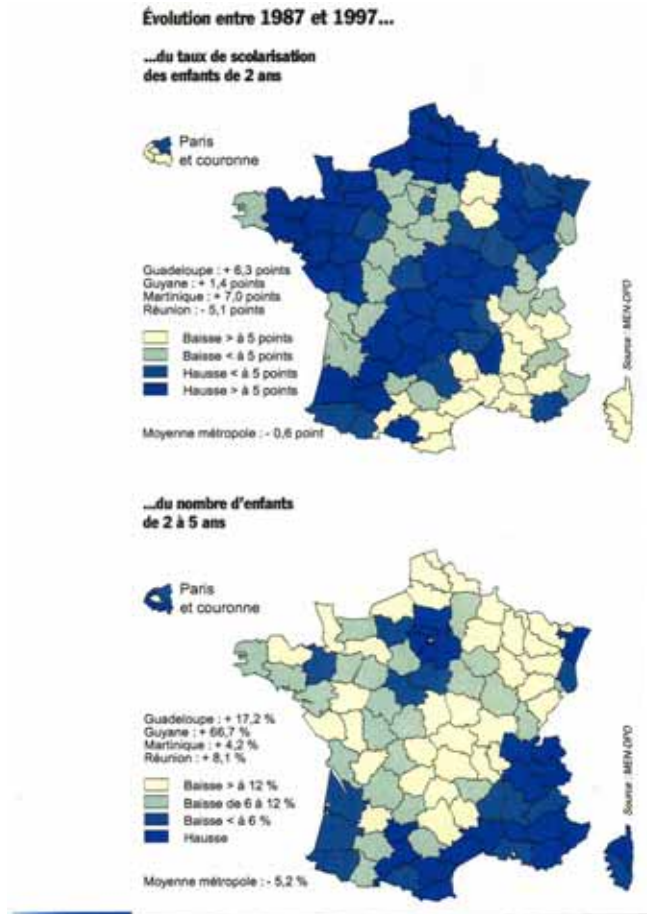 Évolution entre 1987 et 1997...
...du taux de scolarisation
des enfants de 2 ans
Paris
et couronne
Guadeloupe : + 6,3 points
Guyane : + 1,4 points
Martinique : + 7,0 points
Réunion : - 5,1 points
Baisse > à 5 points
Baisse < à 5 points
Hausse < à 5 points
Hausse > à 5 points
Moyenne métropole : - 0,6 point
Source : MEN-DPD
...du nombre d'enfants
de 2 à 5 ans
Paris
et couronne
Guadeloupe : + 17,2 %
Guyane : + 66,7 %
Martinique : + 4,2 %
Réunion : + 8,1 %
Baisse > à 12 %
Baisse de 6 à 12 %
Baisse < à 6 %
Hausse
Moyenne métropole : - 5,2 %
Source : MEN-DPD